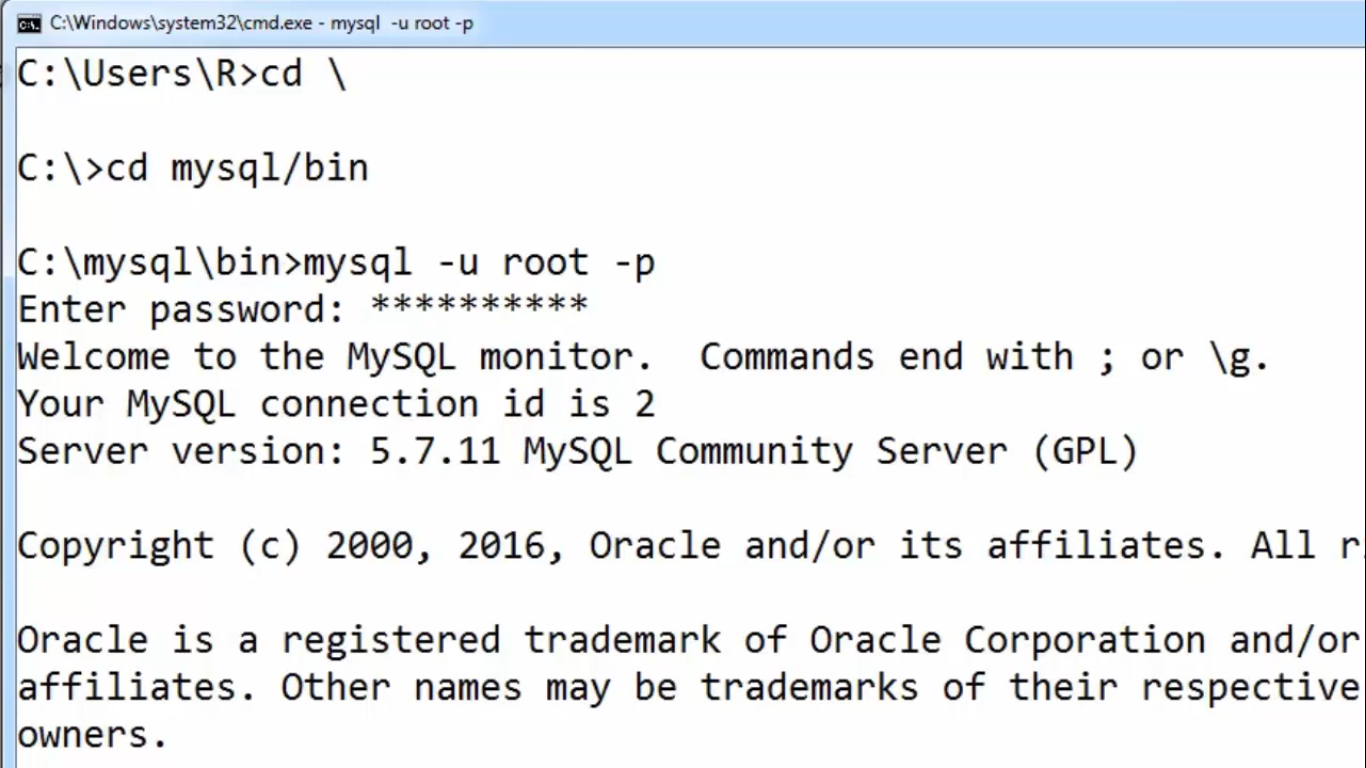 C:\Windows\system32\cmd.exe - mysql  -u root -p
C:\Users\R>cd \
C:\>cd mysql/bin
C:\mysql\bin>mysql -u root -p
Enter password: **********
Welcome to the MySQL monitor.  Commands end with ; or \g.
Your MySQL connection id is 2
Server version: 5.7.11 MySQL Community Server (GPL)
Copyright (c) 2000, 2016, Oracle and/or its affiliates. All r
Oracle is a registered trademark of Oracle Corporation and/or
affiliates. Other names may be trademarks of their respective
owners.